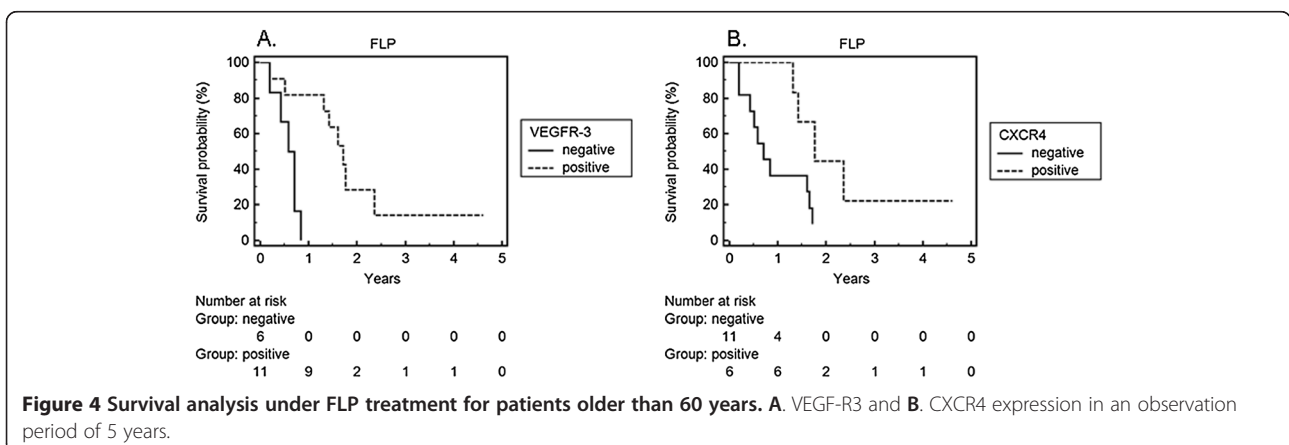 A.
FLP
Survival probability (%)
100
80
60
40
20
0
0 1 2 3 4 5
Years
VEGFR-3
negative
positive
Number at risk
Group: negative
6 0 0 0 0 0
Group: positive
11 9 2 1 1 0
B.
FLP
Survival probability (%)
100
80
60
40
20
0
0 1 2 3 4 5
Years
CXCR4
negative
positive
Number at risk
Group: negative
11 4 0 0 0 0
Group: positive
6 6 2 1 1 0
Figure 4 Survival analysis under FLP treatment for patients older than 60 years. A. VEGF-R3 and B. CXCR4 expression in an observation
period of 5 years.